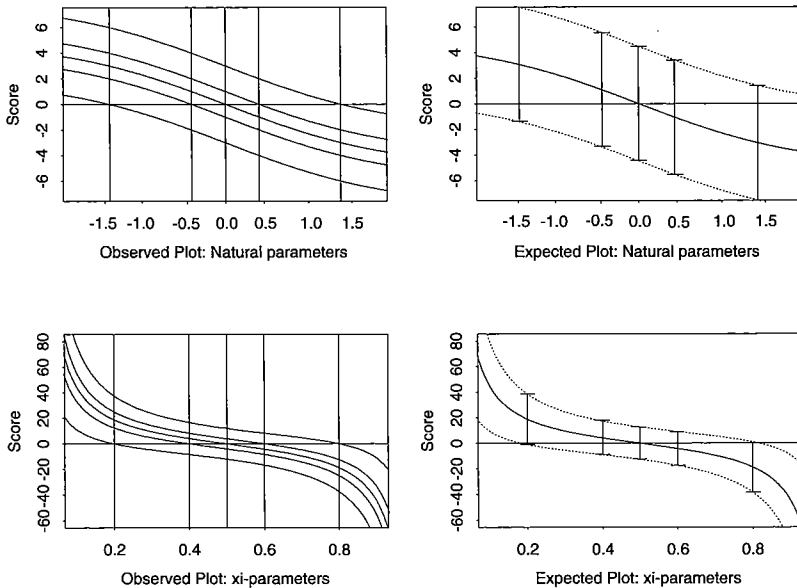 6
4
2
0
-2
-4
-6
Score
-1.5 -1.0 -0.5 0.0 0.5 1.0 1.5
Observed Plot: Natural parameters
6
4
2
0
-2
-4
-6
Score
-1.5 -1.0 -0.5 0.0 0.5 1.0 1.5
Expected Plot: Natural parameters
80
60
40
20
0
-20
-40
-60
Score
0.2 0.4 0.6 0.8
Observed Plot: xi-parameters
80
60
40
20
0
-20
-40
-60
Score
0.2 0.4 0.6 0.8
Expected Plot: xi-parameters